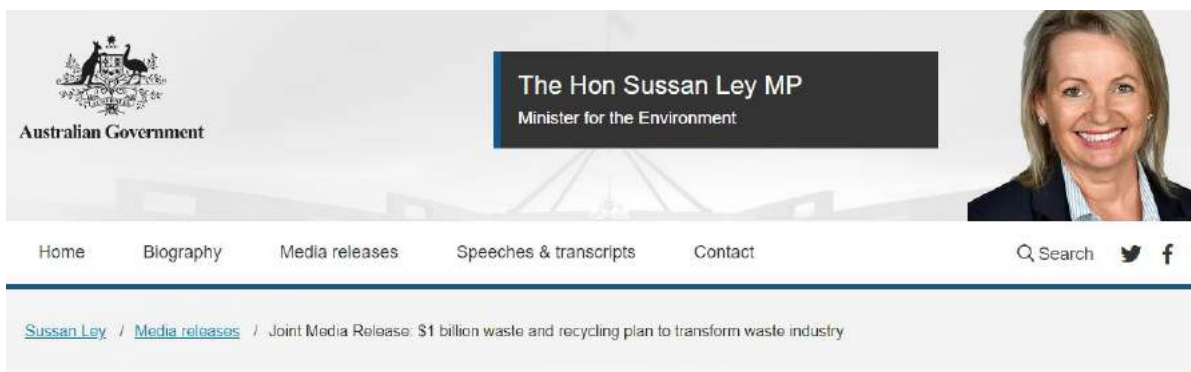 The Hon Sussan Ley MP
Minister for the Environment
Australian Government
Home Biography Media releases Speeches & transcripts Contact Search
Sussan Ley / Media releases / Joint Media Release: $1 billion waste and recycling plan to transform waste industry